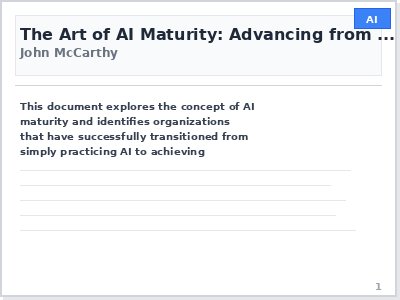 AI
The Art of AI Maturity: Advancing from ...
John McCarthy
This document explores the concept of AI
maturity and identifies organizations
that have successfully transitioned from
simply practicing AI to achieving
1